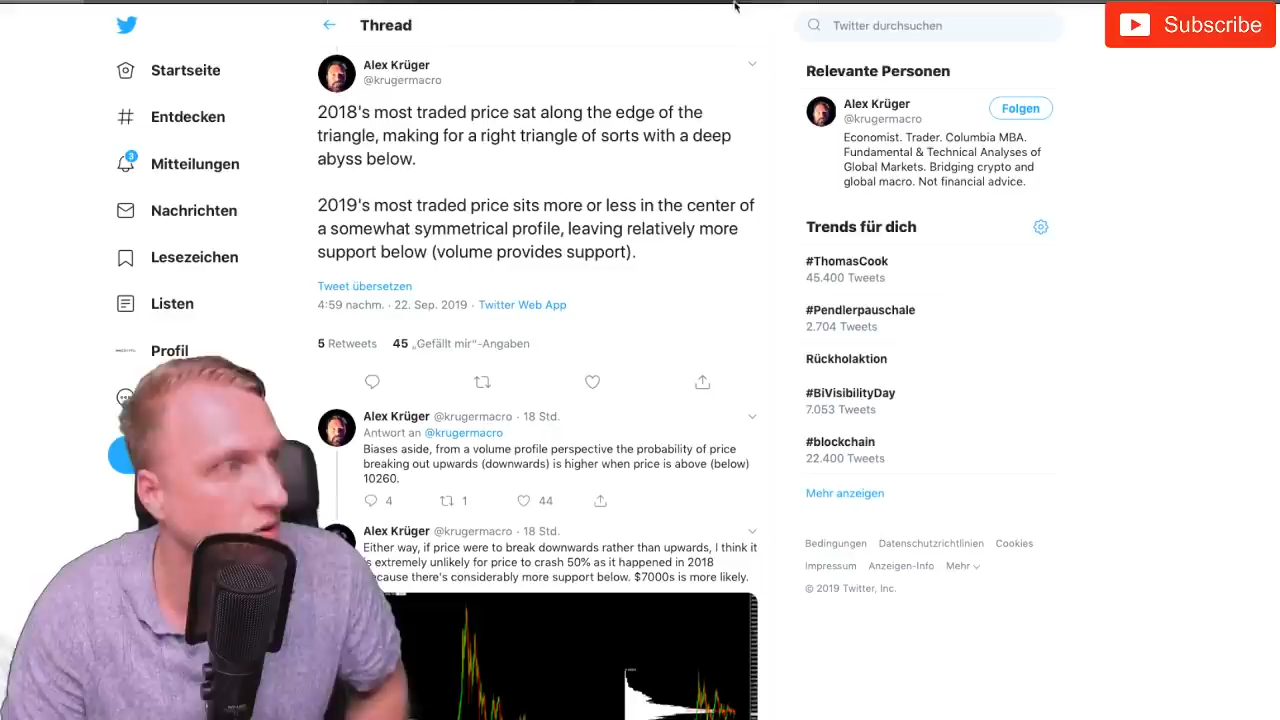 Subscribe
Thread
Twitter durchsuchen
Startseite
Entdecken
3
Mitteilungen
Nachrichten
Lesezeichen
Listen
Profil
Alex Krüger
@krugermacro
2018's most traded price sat along the edge of the
triangle, making for a right triangle of sorts with a deep
abyss below.
2019's most traded price sits more or less in the center of
a somewhat symmetrical profile, leaving relatively more
support below (volume provides support).
Tweet übersetzen
4:59 nachm. · 22. Sep. 2019 · Twitter Web App
5 Retweets 45 „Gefällt mir“-Angaben
Alex Krüger @krugermacro · 18 Std.
Antwort an @krugermacro
Biases aside, from a volume profile perspective the probability of price
breaking out upwards (downwards) is higher when price is above (below)
10260.
4 1 44
Alex Krüger @krugermacro · 18 Std.
Either way, if price were to break downwards rather than upwards, I think it
s extremely unlikely for price to crash 50% as it happened in 2018
ecause there's considerably more support below. $7000s is more likely.
Relevante Personen
Alex Krüger
@krugermacro
Folgen
Economist. Trader. Columbia MBA.
Fundamental & Technical Analyses of
Global Markets. Bridging crypto and
global macro. Not financial advice.
Trends für dich
#ThomasCook
45.400 Tweets
#Pendlerpauschale
2.704 Tweets
Rückholaktion
#BiVisibilityDay
7.053 Tweets
#blockchain
22.400 Tweets
Mehr anzeigen
Bedingungen Datenschutzrichtlinien Cookies
Impressum Anzeigen-Info Mehr
© 2019 Twitter, Inc.